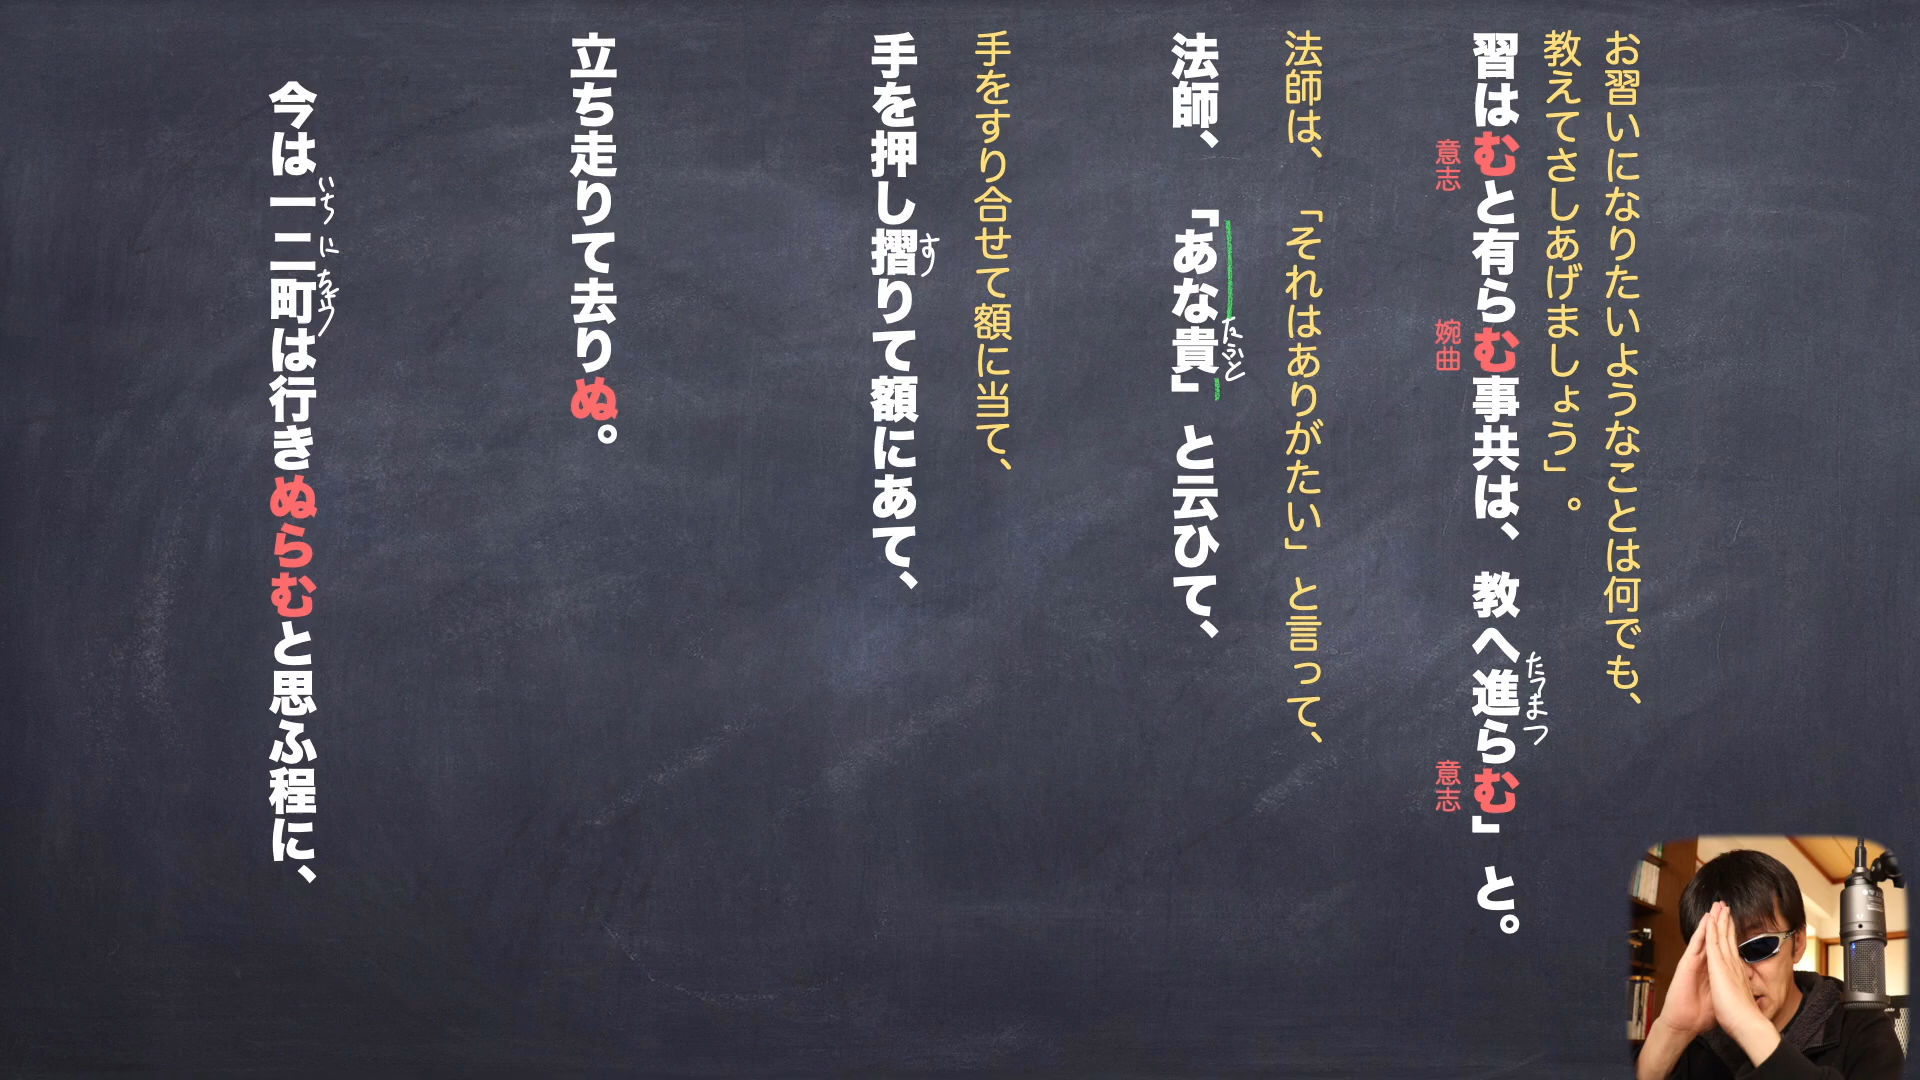 お習いになりたいようなことは何でも、
教えてさしあげましょう」。
たてまつ
習はむと有らむ事共は、教へ進らむ」と。
意志
婉曲
意志
法師は、「それはありがたい」と言って、
たふと
法師、「あな貴」と云ひて、
手をすり合せて額に当て、
す
手を押し摺りて額にあて、
立ち走りて去りぬ。
いち に ちやう
今は一二町は行きぬらむと思ふ程に、